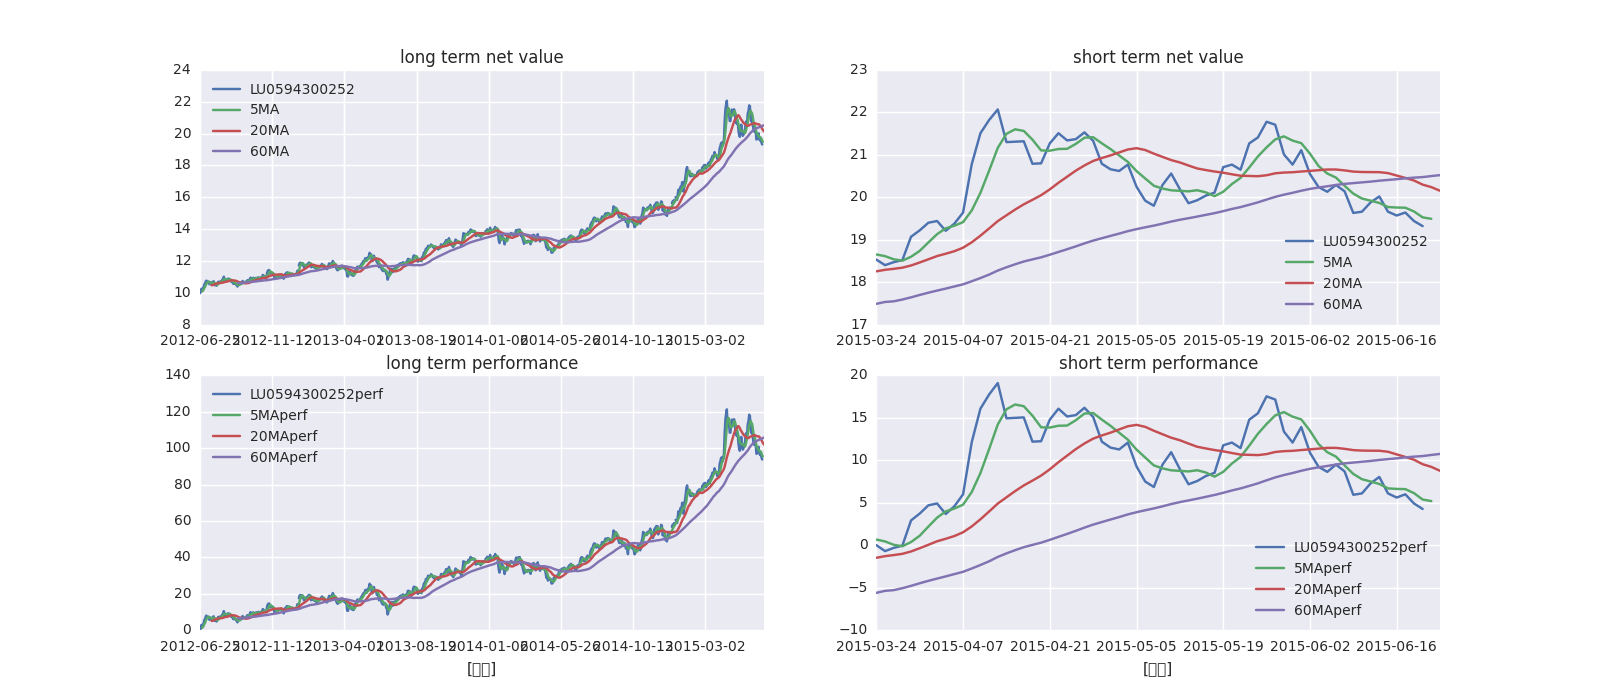 long term net value
24
22
20
18
16
14
12
10
8
LU0594300252
5MA
20MA
60MA
2012-06-25 2012-11-12 2013-04-01 2013-08-19 2014-01-06 2014-05-26 2014-10-13 2015-03-02
short term net value
23
22
21
20
19
18
17
LU0594300252
5MA
20MA
60MA
2015-03-24 2015-04-07 2015-04-21 2015-05-05 2015-05-19 2015-06-02 2015-06-16
long term performance
140
120
100
80
60
40
20
0
LU0594300252perf
5MAperf
20MAperf
60MAperf
2012-06-25 2012-11-12 2013-04-01 2013-08-19 2014-01-06 2014-05-26 2014-10-13 2015-03-02
short term performance
20
15
10
5
0
−5
−10
LU0594300252perf
5MAperf
20MAperf
60MAperf
2015-03-24 2015-04-07 2015-04-21 2015-05-05 2015-05-19 2015-06-02 2015-06-16